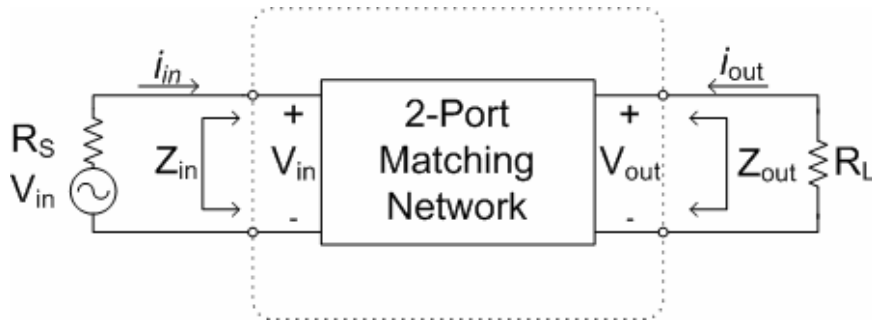 i_in
i_out
R_S
V_in
Z_in
+
V_in
-
2-Port
Matching
Network
+
V_out
-
Z_out
R_L